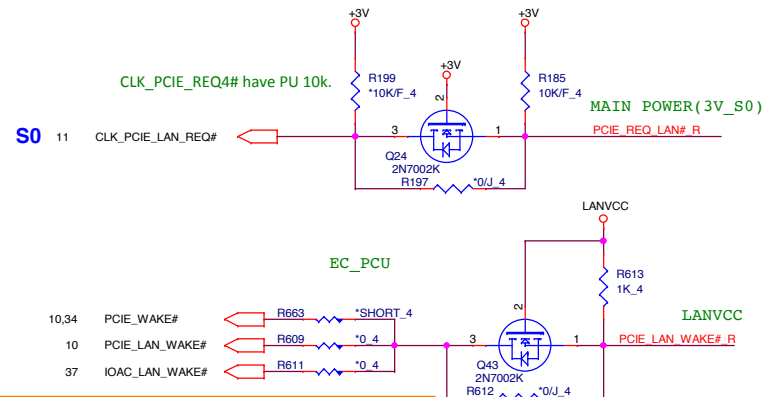 +3V
+3V
+3V
CLK_PCIE_REQ4# have PU 10k.
R199
*10K/F_4
R185
10K/F_4
2
MAIN POWER(3V_S0)
S0
11
CLK_PCIE_LAN_REQ#
3
1
PCIE_REQ_LAN#_R
Q24
2N7002K
R197
*0/J_4
LANVCC
EC_PCU
R613
1K_4
2
LANVCC
10,34
PCIE_WAKE#
R663
*SHORT_4
10
PCIE_LAN_WAKE#
R609
*0_4
3
1
PCIE_LAN_WAKE#_R
37
IOAC_LAN_WAKE#
R611
*0_4
Q43
2N7002K
R612
*0/J_4